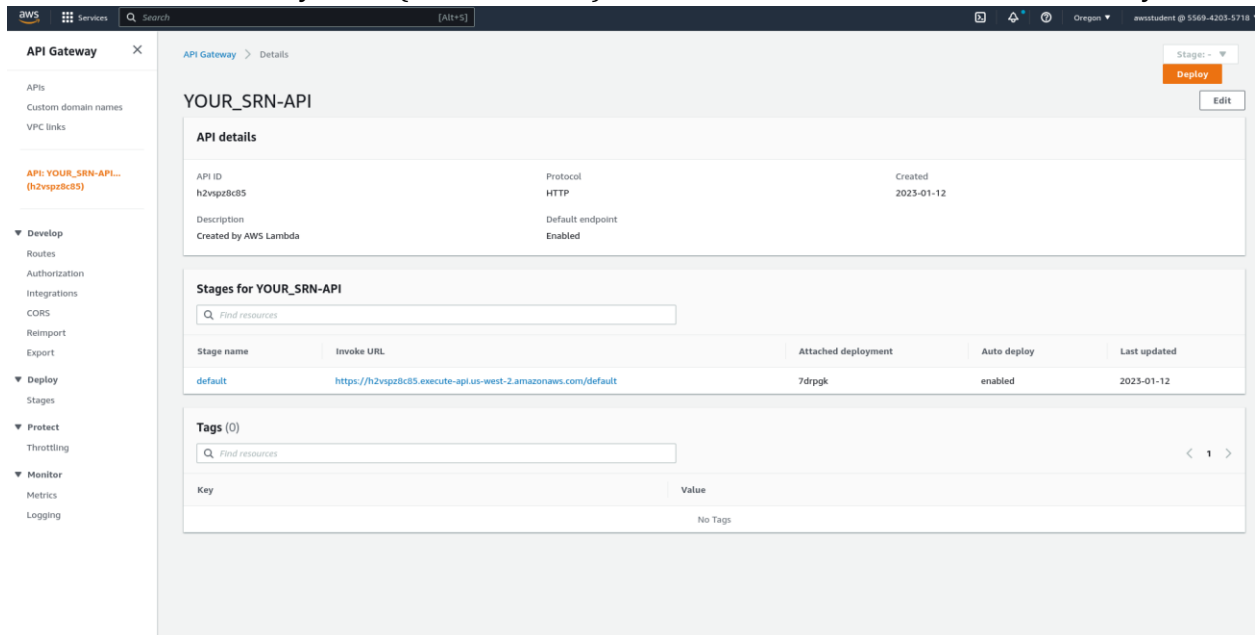 aws Services Search [Alt+S] Oregon ▼ awsstudent @ 5569-4203-5718
API Gateway
APIs
Custom domain names
VPC links
API: YOUR_SRN-API...
(h2vspz8c85)
▼ Develop
Routes
Authorization
Integrations
CORS
Reimport
Export
▼ Deploy
Stages
▼ Protect
Throttling
▼ Monitor
Metrics
Logging
API Gateway > Details
Stage: - ▼
Deploy
YOUR_SRN-API
Edit
API details
API ID Protocol Created
h2vspz8c85 HTTP 2023-01-12
Description Default endpoint
Created by AWS Lambda Enabled
Stages for YOUR_SRN-API
Find resources
Stage name Invoke URL Attached deployment Auto deploy Last updated
default https://h2vspz8c85.execute-api.us-west-2.amazonaws.com/default 7drpgk enabled 2023-01-12
Tags (0)
Find resources
< 1 >
Key Value
No Tags